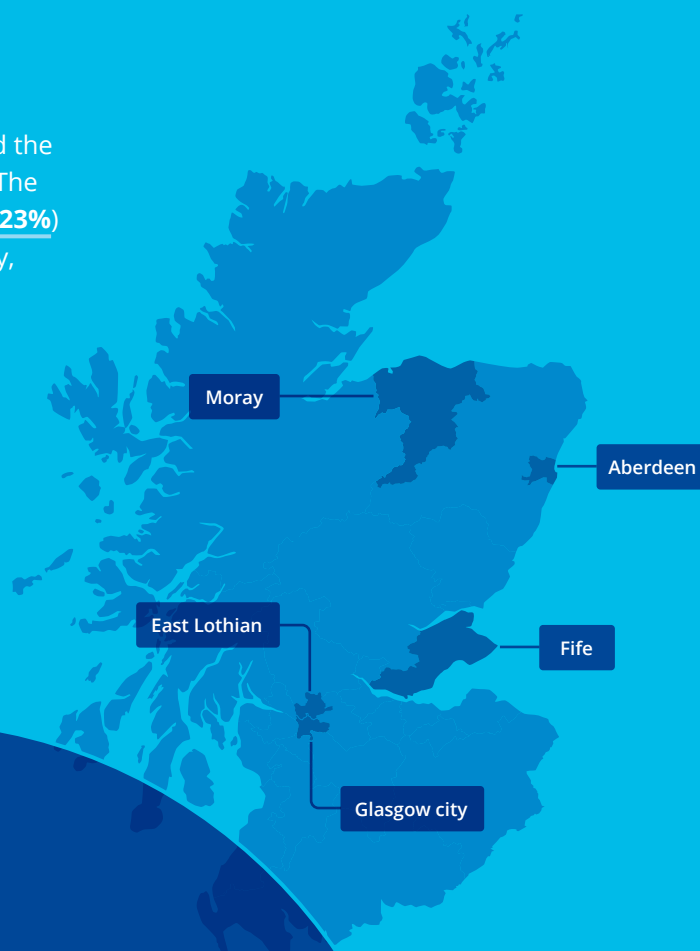 d the
The
23%)
y,
Moray
Aberdeen
East Lothian
Fife
Glasgow city